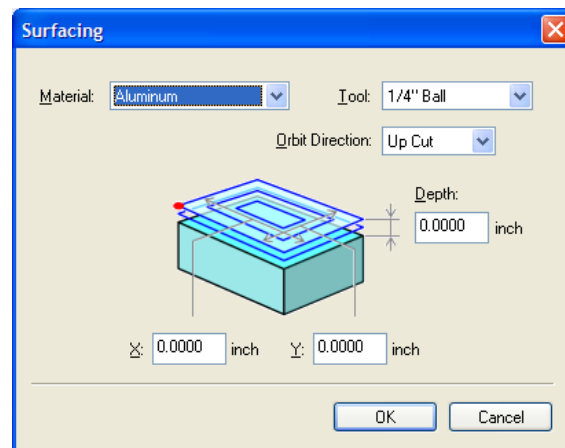 Surfacing
Material: Aluminum Tool: 1/4" Ball
Orbit Direction: Up Cut
Depth:
0.0000 inch
X: 0.0000 inch Y: 0.0000 inch
OK Cancel